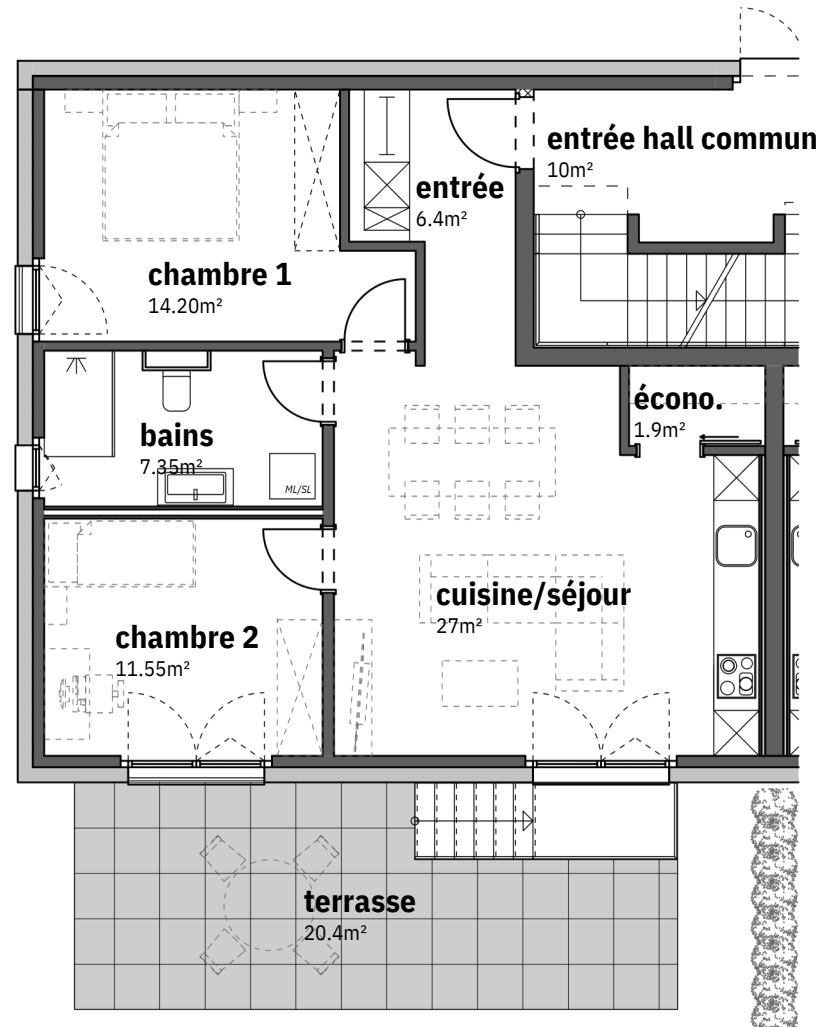 entrée hall commun
10m²
entrée
6.4m²
chambre 1
14.20m²
écono.
1.9m²
bains
7.35m²
ML/SL
cuisine/séjour
27m²
chambre 2
11.55m²
terrasse
20.4m²